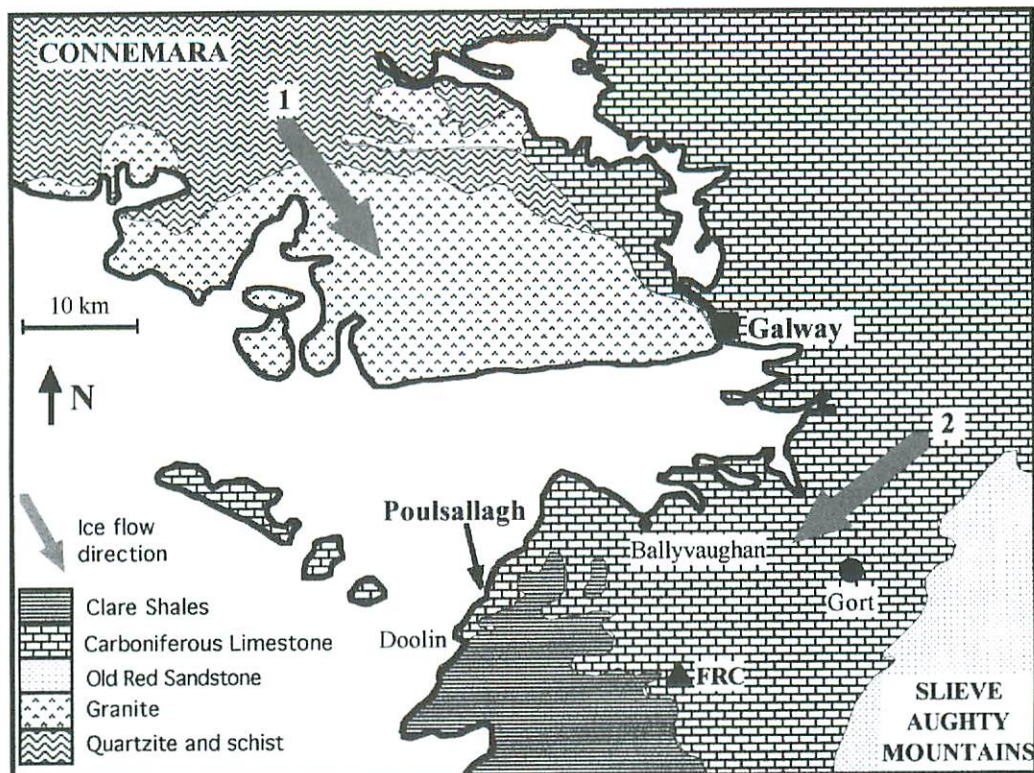 CONNEMARA
1
10 km
N
Galway
2
Poulsallagh
Ice flow
direction
Ballyvaughan
Gort
Doolin
FRC
Clare Shales
Carboniferous Limestone
Old Red Sandstone
Granite
Quartzite and schist
SLIEVE
AUGHTY
MOUNTAINS